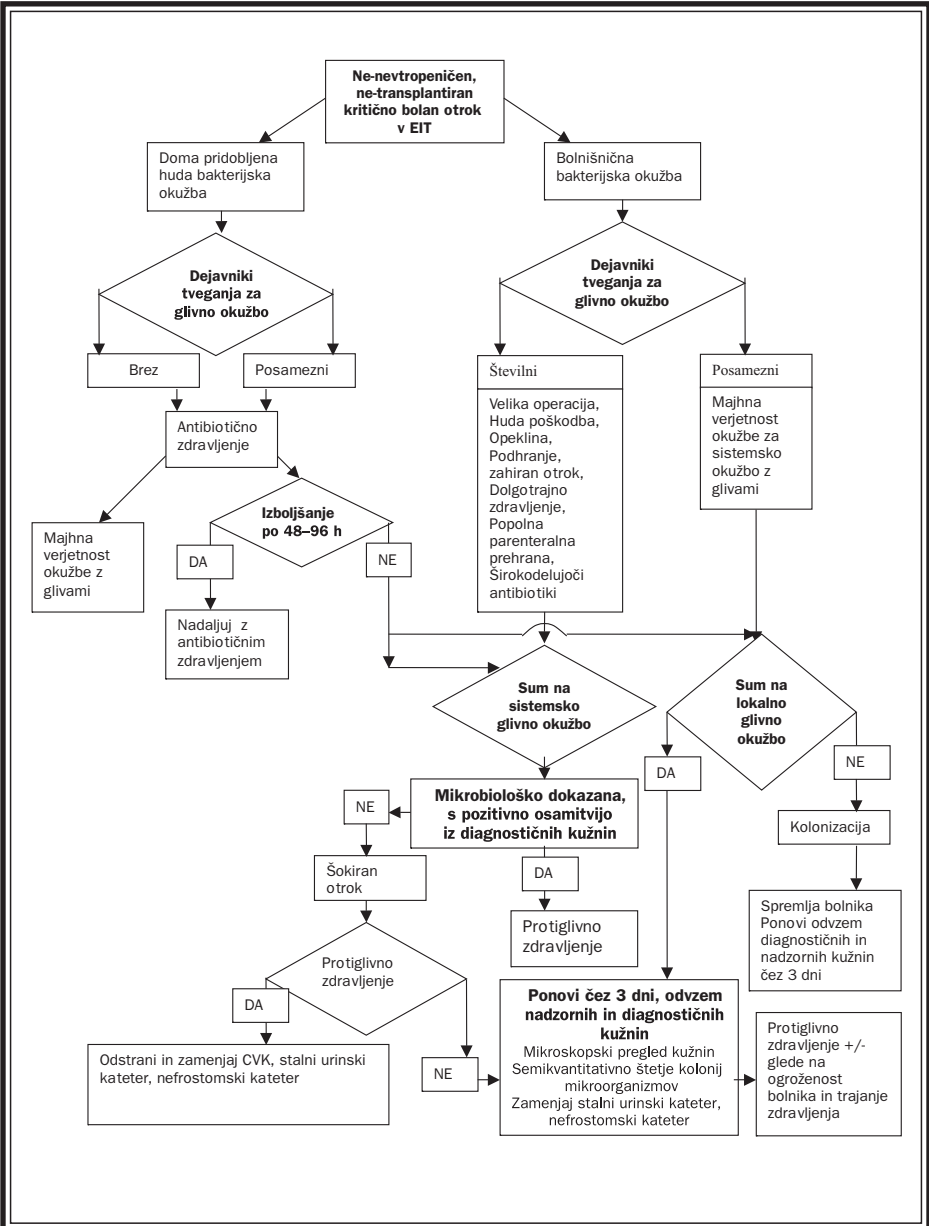 Ne-nevtropeničen,
ne-transplantiran
kritično bolan otrok
v EIT
Doma pridobljena
huda bakterijska
okužba
Bolnišnična
bakterijska okužba
Dejavniki
tveganja za
glivno okužbo
Dejavniki
tveganja za
glivno okužbo
Brez
Posamezni
Številni
Velika operacija,
Huda poškodba,
Opeklina,
Podhranje,
zahiran otrok,
Dolgotrajno
zdravljenje,
Popolna
parenteralna
prehrana,
Širokodelujoči
antibiotiki
Posamezni
Majhna
verjetnost
okužbe za
sistemsko
okužbo z
glivami
Antibiotično
zdravljenje
Majhna
verjetnost
okužbe z
glivami
Izboljšanje
po 48–96 h
DA
NE
Nadaljuj z
antibiotičnim
zdravljenjem
Sum na
sistemsko
glivno okužbo
Sum na
lokalno
glivno
okužbo
DA
NE
Mikrobiološko dokazana,
s pozitivno osamitvijo
iz diagnostičnih kužnin
NE
DA
Kolonizacija
Šokiran
otrok
Protiglivno
zdravljenje
Spremlja bolnika
Ponovi odvzem
diagnostičnih in
nadzornih kužnin
čez 3 dni
Protiglivno
zdravljenje
DA
NE
Odstrani in zamenjaj CVK, stalni urinski
kateter, nefrostomski kateter
Ponovi čez 3 dni, odvzem
nadzornih in diagnostičnih
kužnin
Mikroskopski pregled kužnin
Semikvantitativno štetje kolonij
mikroorganizmov
Zamenjaj stalni urinski kateter,
nefrostomski kateter
Protiglivno
zdravljenje +/-
glede na
ogroženost
bolnika in trajanje
zdravljenja